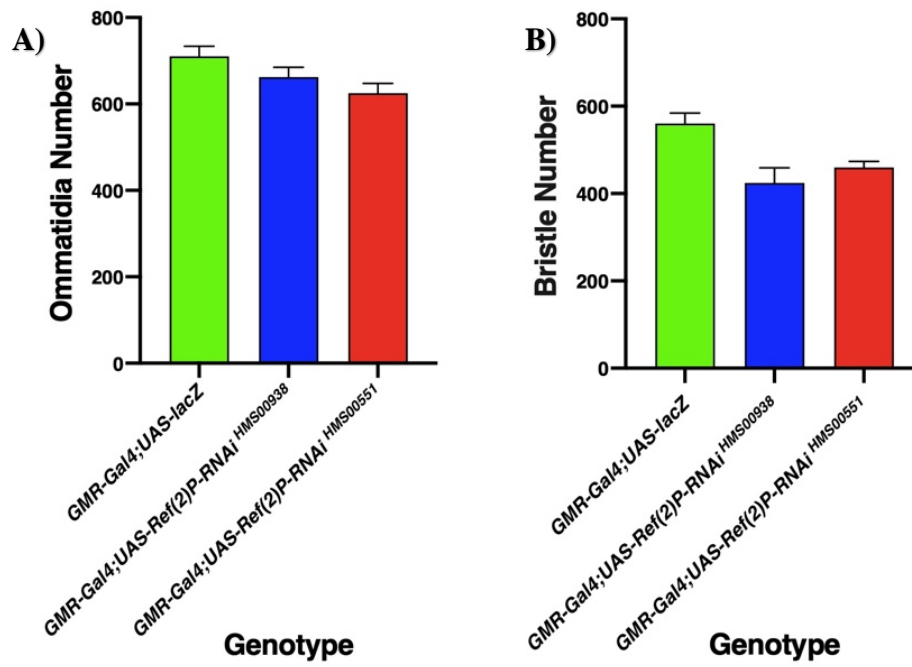 A)
Ommatidia Number
800
600
400
200
0
GMR-Gal4;UAS-lacZ
GMR-Gal4;UAS-Ref(2)P-RNAi HMS00938
GMR-Gal4;UAS-Ref(2)P-RNAi HMS00551
Genotype
B)
Bristle Number
800
600
400
200
0
GMR-Gal4;UAS-lacZ
GMR-Gal4;UAS-Ref(2)P-RNAi HMS00938
GMR-Gal4;UAS-Ref(2)P-RNAi HMS00551
Genotype